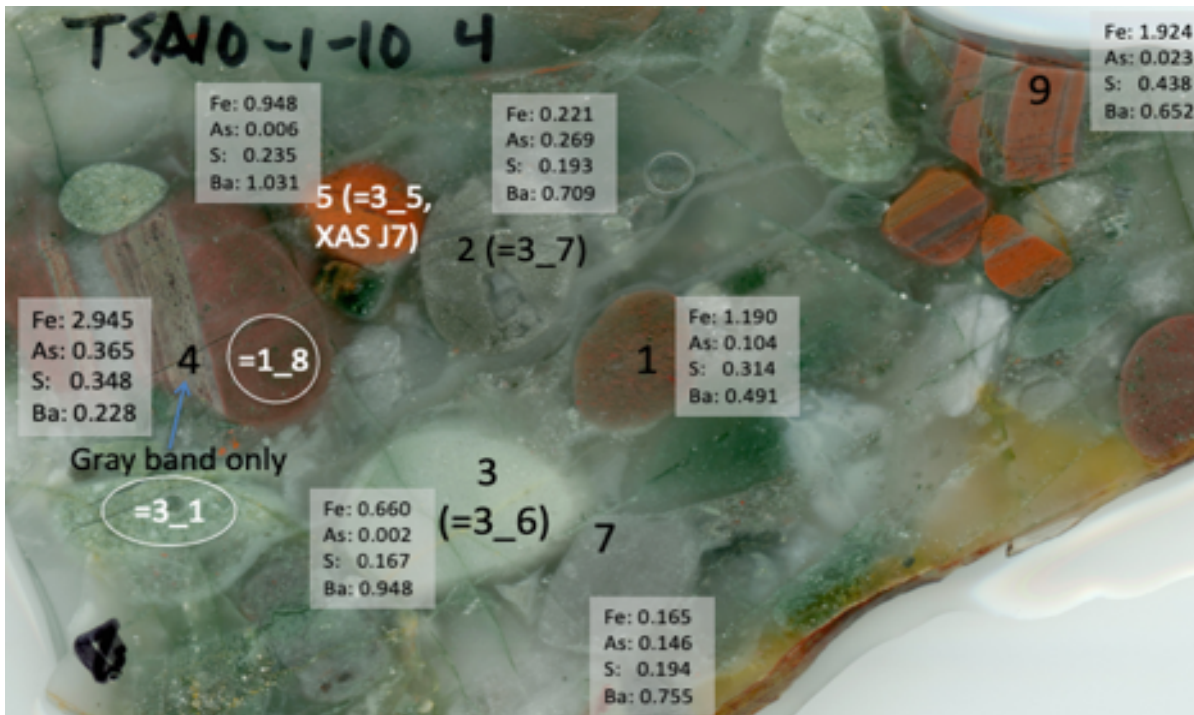 TSA10-1-10 4
Fe: 0.948
As: 0.006
S: 0.235
Ba: 1.031
Fe: 0.221
As: 0.269
S: 0.193
Ba: 0.709
9
Fe: 1.924
As: 0.023
S: 0.438
Ba: 0.652
5 (=3_5,
XAS J7)
2 (=3_7)
Fe: 2.945
As: 0.365
S: 0.348
Ba: 0.228
4
=1_8
1
Fe: 1.190
As: 0.104
S: 0.314
Ba: 0.491
Gray band only
=3_1
3
(=3_6)
Fe: 0.660
As: 0.002
S: 0.167
Ba: 0.948
7
Fe: 0.165
As: 0.146
S: 0.194
Ba: 0.755